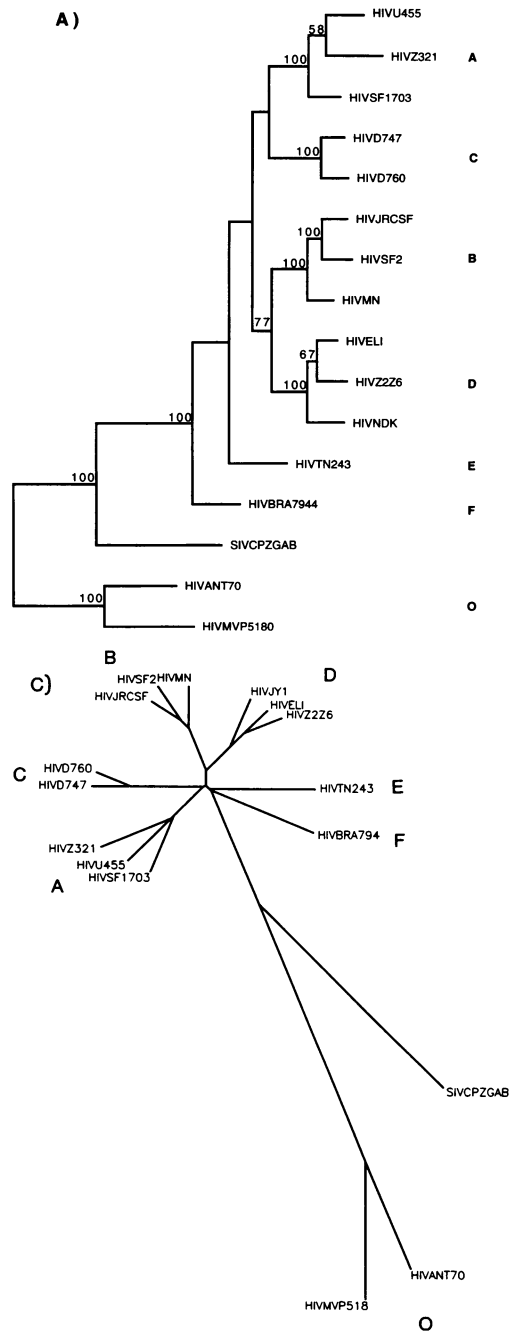 A)
58
HIVU455
HIVZ321
A
100
HIVSF1703
100
HIVD747
C
HIVD760
100
HIVJRCSF
100
HIVSF2
B
HIVMN
77
67
HIVELI
100
HIVZ2Z6
D
HIVNDK
100
HIVTN243
E
HIVBRA7944
F
100
SIVCPZGAB
HIVANT70
100
O
HIVMVP5180
B
C)
D
HIVSF2
HIVMN
HIVJRCSF
HIVJY1
HIVELI
HIVZ2Z6
C
HIVD760
HIVD747
HIVTN243
E
HIVBRA794
F
HIVZ321
HIVU455
HIVSF1703
A
SIVCPZGAB
HIVANT70
HIVMVP518
O